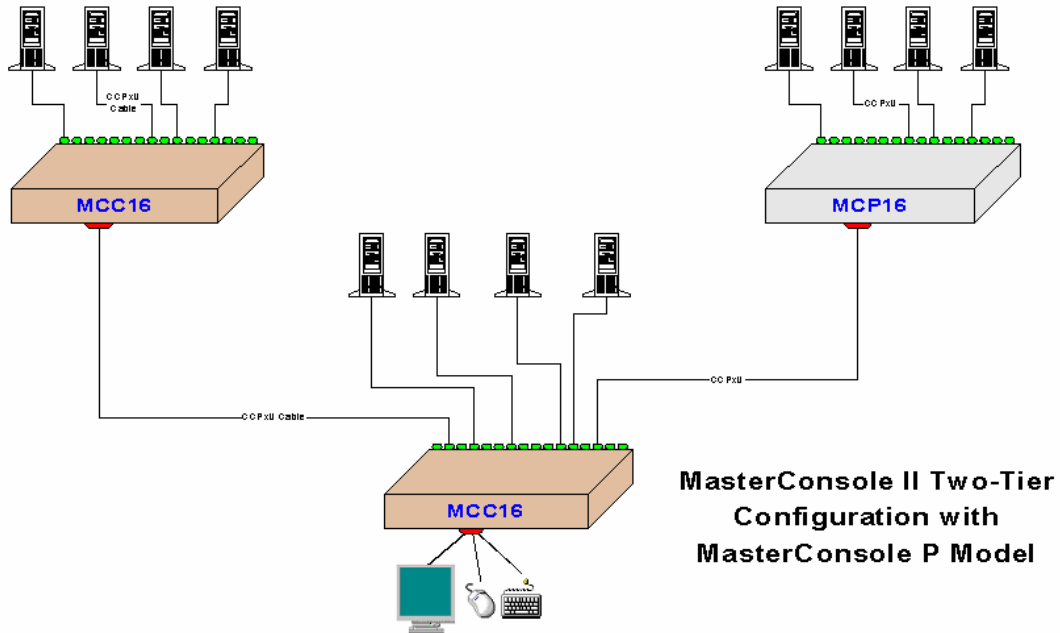 CCPxU
Cable
CCPxU
MCC16
MCP16
CCPxU
CCPxU Cable
MCC16
MasterConsole II Two-Tier
Configuration with
MasterConsole P Model